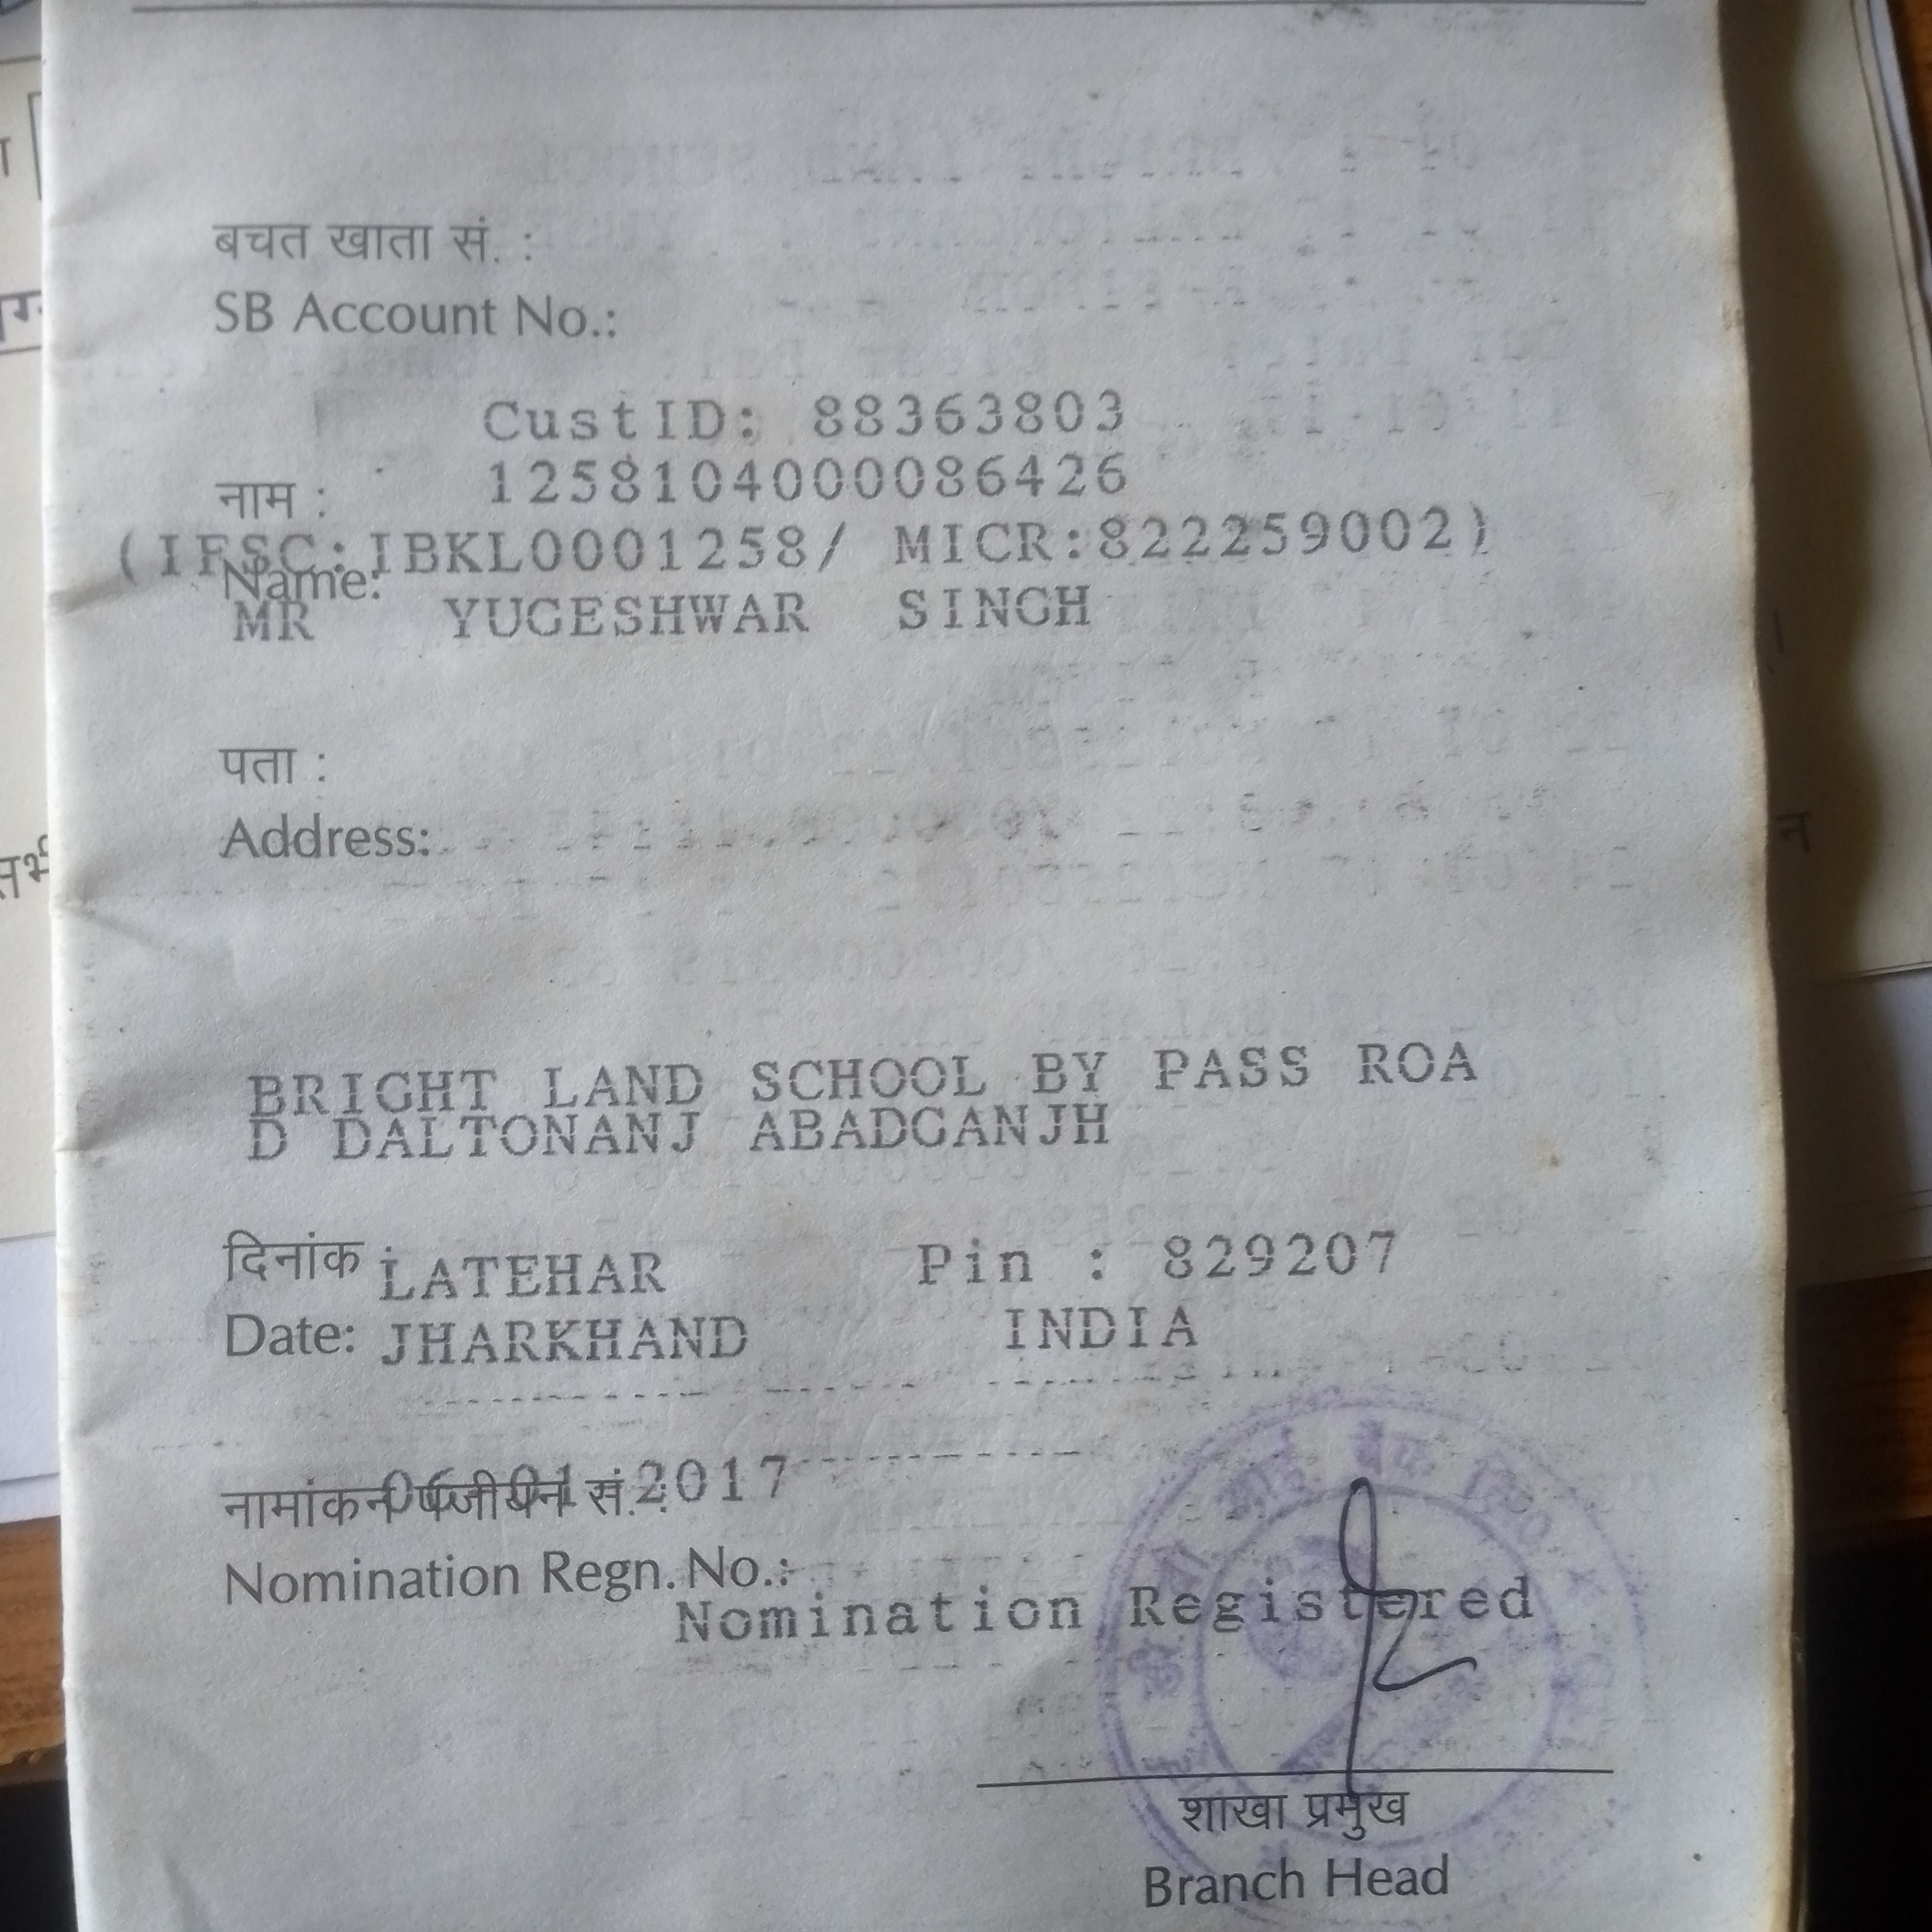 बचत खाता सं. :
SB Account No.:
CustID: 88363803
नाम : 1258104000086426
(IFSC:IBKL0001258/ MICR:822259002)
Name:
MR YUGESHWAR SINGH
पता :
Address:
BRIGHT LAND SCHOOL BY PASS ROA
D DALTONANJ ABADGANJH
दिनांक : LATEHAR Pin : 829207
Date: JHARKHAND INDIA
नामांकन पंजीयन सं. : 2017
Nomination Regn. No.:
Nomination Registered
शाखा प्रमुख
Branch Head